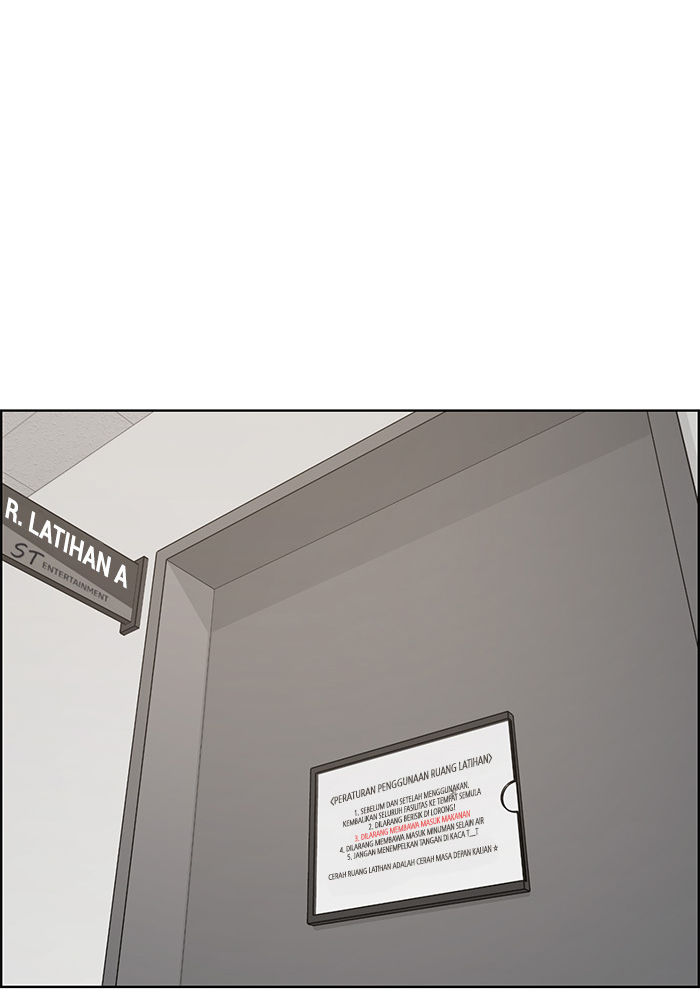 R. LATIHAN A
ST ENTERTAINMENT
<PERATURAN PENGGUNAAN RUANG LATIHAN>
1. SEBELUM DAN SETELAH MENGGUNAKAN,
KEMBALIKAN SELURUH FASILITAS KE TEMPAT SEMULA
2. DILARANG BERISIK DI LORONG!
3. DILARANG MEMBAWA MASUK MAKANAN
4. DILARANG MEMBAWA MASUK MINUMAN SELAIN AIR
5. JANGAN MENEMPELKAN TANGAN DI KACA T__T
CERAH RUANG LATIHAN ADALAH CERAH MASA DEPAN KALIAN ☆